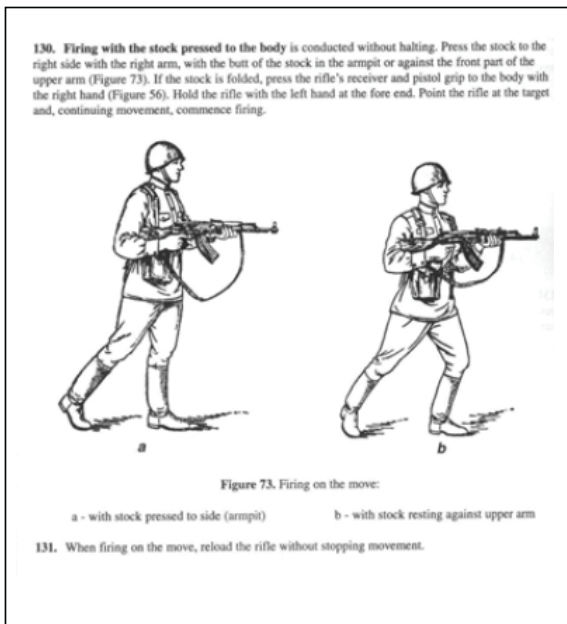 130. Firing with the stock pressed to the body is conducted without halting. Press the stock to the
right side with the right arm, with the butt of the stock in the armpit or against the front part of the
upper arm (Figure 73). If the stock is folded, press the rifle's receiver and pistol grip to the body with
the right hand (Figure 56). Hold the rifle with the left hand at the fore end. Point the rifle at the target
and, continuing movement, commence firing.
a
b
Figure 73. Firing on the move:
a - with stock pressed to side (armpit)
b - with stock resting against upper arm
131. When firing on the move, reload the rifle without stopping movement.